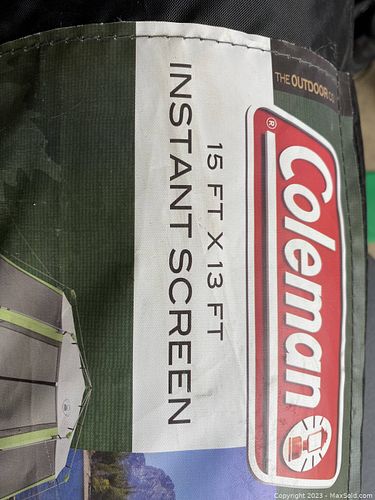 THE OUTDOOR CO
Coleman
®
15 FT X 13 FT
INSTANT SCREEN
Copyright © 2023 - MaxSold.com